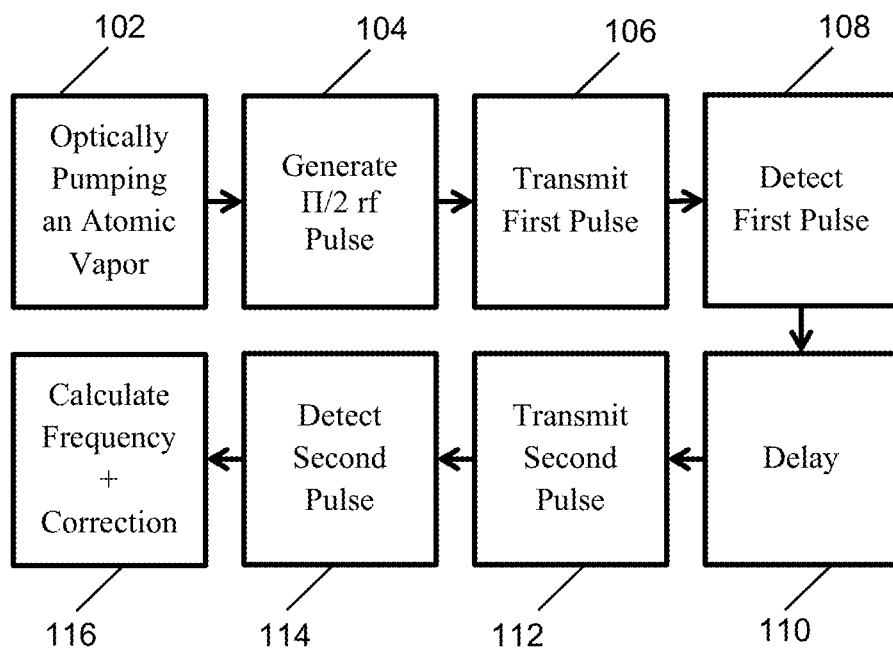 102
104
106
108
Optically
Pumping
an Atomic
Vapor
Generate
Π/2 rf
Pulse
Transmit
First Pulse
Detect
First Pulse
Calculate
Frequency
+
Correction
Detect
Second
Pulse
Transmit
Second
Pulse
Delay
116
114
112
110